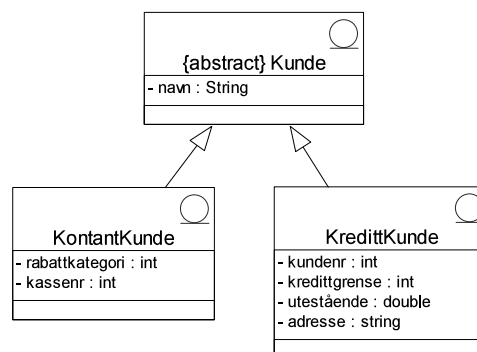 {abstract} Kunde
- navn : String
KontantKunde
- rabattkategori : int
- kassenr : int
KredittKunde
- kundenr : int
- kredittgrense : int
- utestående : double
- adresse : string